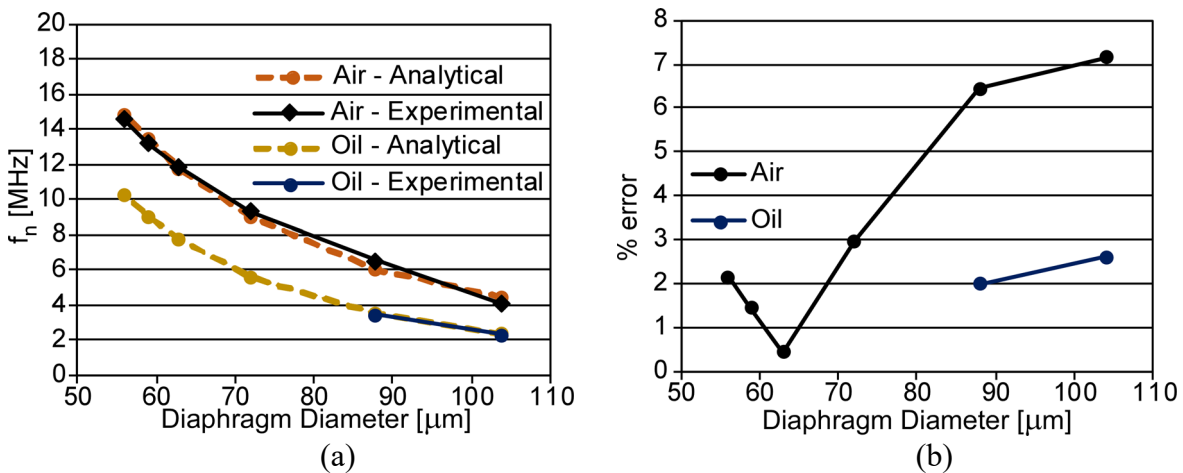 20
18
16
14
12
10
8
6
4
2
0
fn [MHz]
Air - Analytical
Air - Experimental
Oil - Analytical
Oil - Experimental
50 60 70 80 90 100 110
Diaphragm Diameter [μm]
(a)
8
7
6
5
4
3
2
1
0
% error
Air
Oil
50 60 70 80 90 100 110
Diaphragm Diameter [μm]
(b)